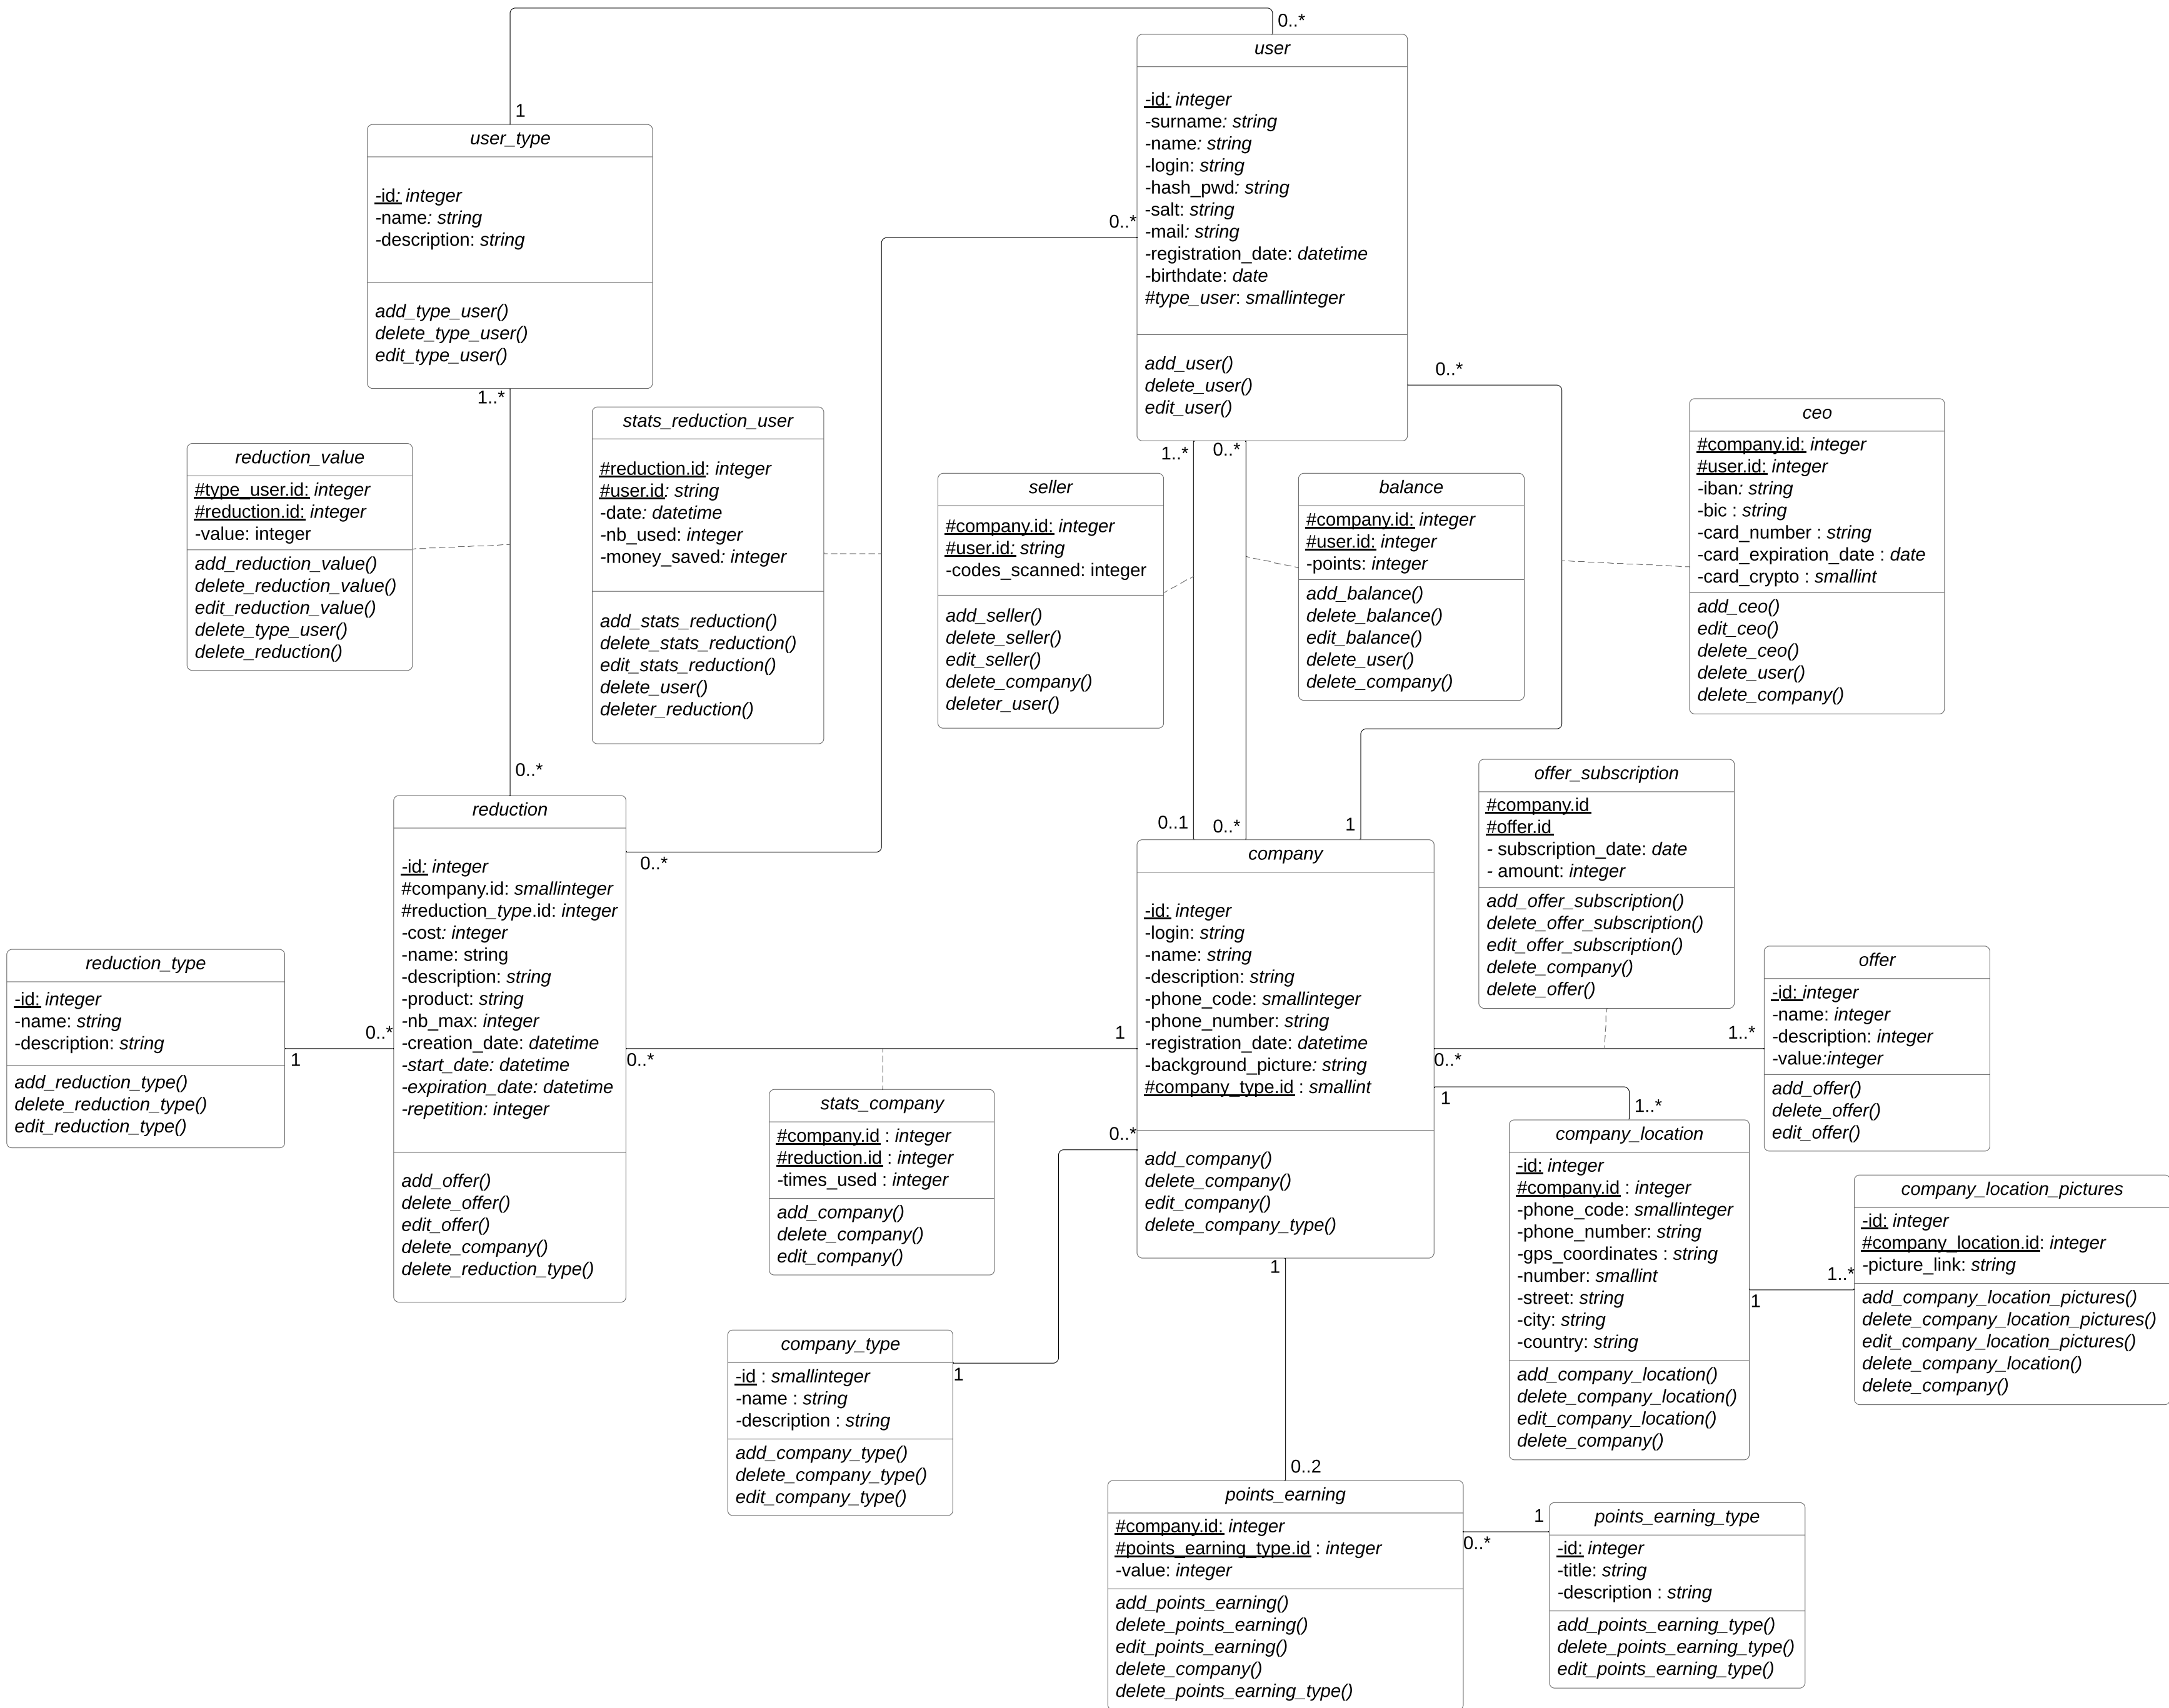 0..*
user
-id: integer
-surname: string
-name: string
-login: string
-hash_pwd: string
-salt: string
-mail: string
-registration_date: datetime
-birthdate: date
#type_user: smallinteger
add_user()
delete_user()
edit_user()
1
user_type
-id: integer
-name: string
-description: string
add_type_user()
delete_type_user()
edit_type_user()
0..*
0..*
1..*
1..*
0..*
reduction_value
#type_user.id: integer
#reduction.id: integer
-value: integer
add_reduction_value()
delete_reduction_value()
edit_reduction_value()
delete_type_user()
delete_reduction()
stats_reduction_user
#reduction.id: integer
#user.id: string
-date: datetime
-nb_used: integer
-money_saved: integer
add_stats_reduction()
delete_stats_reduction()
edit_stats_reduction()
delete_user()
deleter_reduction()
seller
#company.id: integer
#user.id: string
-codes_scanned: integer
add_seller()
delete_seller()
edit_seller()
delete_company()
deleter_user()
balance
#company.id: integer
#user.id: integer
-points: integer
add_balance()
delete_balance()
edit_balance()
delete_user()
delete_company()
ceo
#company.id: integer
#user.id: integer
-iban: string
-bic : string
-card_number : string
-card_expiration_date : date
-card_crypto : smallint
add_ceo()
edit_ceo()
delete_ceo()
delete_user()
delete_company()
0..*
0..*
0..1
0..*
1
reduction
-id: integer
#company.id: smallinteger
#reduction_type.id: integer
-cost: integer
-name: string
-description: string
-product: string
-nb_max: integer
-creation_date: datetime
-start_date: datetime
-expiration_date: datetime
-repetition: integer
add_offer()
delete_offer()
edit_offer()
delete_company()
delete_reduction_type()
company
-id: integer
-login: string
-name: string
-description: string
-phone_code: smallinteger
-phone_number: string
-registration_date: datetime
-background_picture: string
#company_type.id : smallint
add_company()
delete_company()
edit_company()
delete_company_type()
offer_subscription
#company.id
#offer.id
- subscription_date: date
- amount: integer
add_offer_subscription()
delete_offer_subscription()
edit_offer_subscription()
delete_company()
delete_offer()
offer
-id: integer
-name: integer
-description: integer
-value:integer
add_offer()
delete_offer()
edit_offer()
reduction_type
-id: integer
-name: string
-description: string
add_reduction_type()
delete_reduction_type()
edit_reduction_type()
1
0..*
0..*
1
0..*
1..*
1
1..*
0..*
stats_company
#company.id : integer
#reduction.id : integer
-times_used : integer
add_company()
delete_company()
edit_company()
company_location
-id: integer
#company.id : integer
-phone_code: smallinteger
-phone_number: string
-gps_coordinates : string
-number: smallint
-street: string
-city: string
-country: string
add_company_location()
delete_company_location()
edit_company_location()
delete_company()
1
1..*
company_location_pictures
-id: integer
#company_location.id: integer
-picture_link: string
add_company_location_pictures()
delete_company_location_pictures()
edit_company_location_pictures()
delete_company_location()
delete_company()
company_type
-id : smallinteger
-name : string
-description : string
add_company_type()
delete_company_type()
edit_company_type()
1
1
0..2
points_earning
#company.id: integer
#points_earning_type.id : integer
-value: integer
add_points_earning()
delete_points_earning()
edit_points_earning()
delete_company()
delete_points_earning_type()
0..*
1
points_earning_type
-id: integer
-title: string
-description : string
add_points_earning_type()
delete_points_earning_type()
edit_points_earning_type()